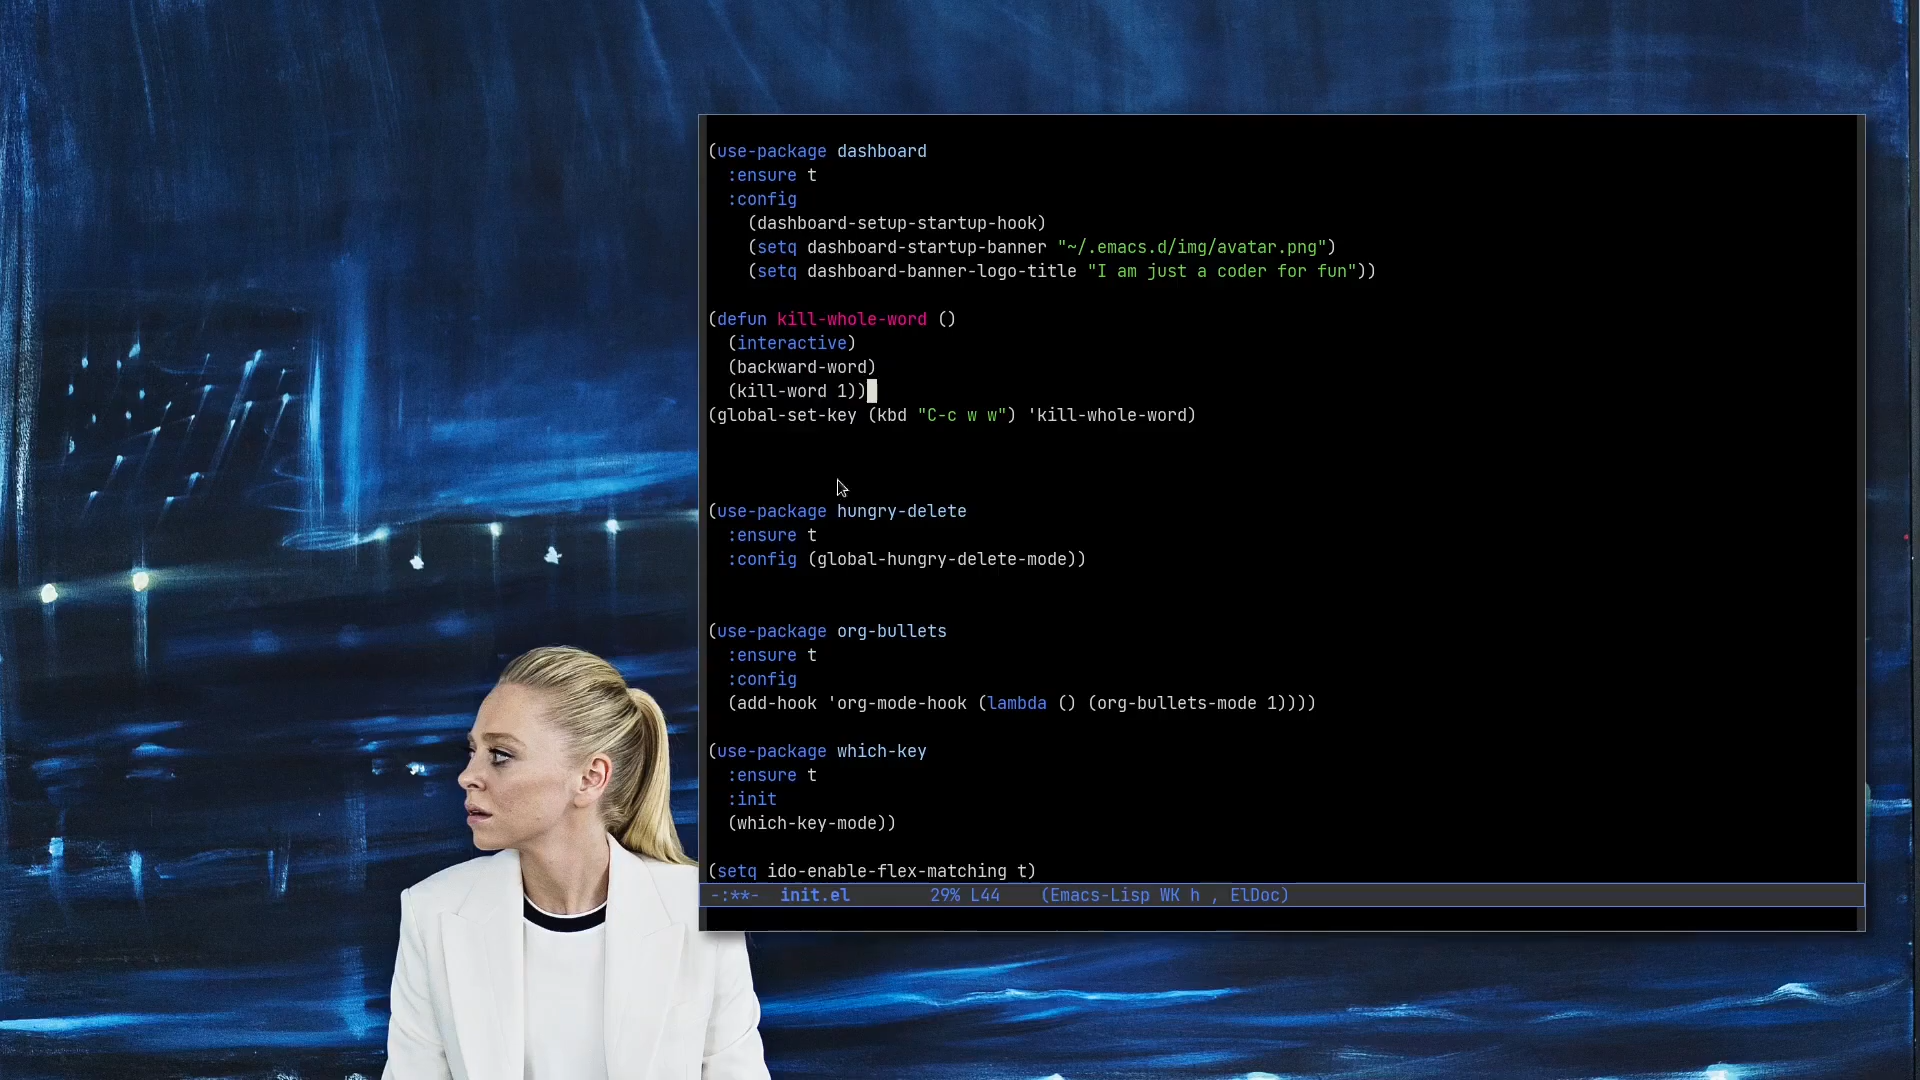 (use-package dashboard
  :ensure t
  :config
    (dashboard-setup-startup-hook)
    (setq dashboard-startup-banner "~/.emacs.d/img/avatar.png")
    (setq dashboard-banner-logo-title "I am just a coder for fun"))
(defun kill-whole-word ()
  (interactive)
  (backward-word)
  (kill-word 1))
(global-set-key (kbd "C-c w w") 'kill-whole-word)
(use-package hungry-delete
  :ensure t
  :config (global-hungry-delete-mode))
(use-package org-bullets
  :ensure t
  :config
  (add-hook 'org-mode-hook (lambda () (org-bullets-mode 1))))
(use-package which-key
  :ensure t
  :init
  (which-key-mode))
(setq ido-enable-flex-matching t)
-:**-  init.el        29% L44    (Emacs-Lisp WK h , ElDoc)